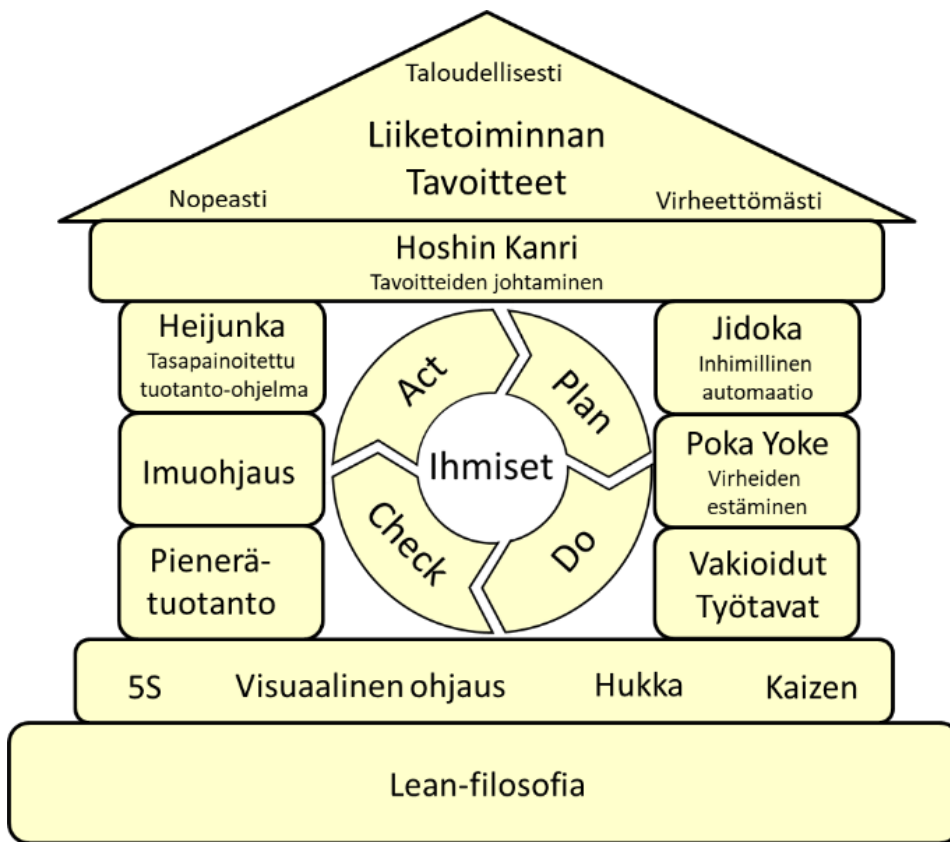 Taloudellisesti
Liiketoiminnan
Tavoitteet
Nopeasti
Virheettömästi
Hoshin Kanri
Tavoitteiden johtaminen
Heijunka
Tasapainoitettu
tuotanto-ohjelma
Imuohjaus
Pienerä-
tuotanto
Act
Plan
Ihmiset
Check
Do
Jidoka
Inhimillinen
automaatio
Poka Yoke
Virheiden
estäminen
Vakioidut
Työtavat
5S Visuaalinen ohjaus Hukka Kaizen
Lean-filosofia